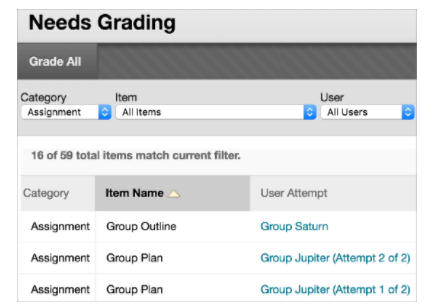 Needs Grading
Grade All
Category Item User
Assignment All Items All Users
16 of 59 total items match current filter.
Category Item Name User Attempt
Assignment Group Outline Group Saturn
Assignment Group Plan Group Jupiter (Attempt 2 of 2)
Assignment Group Plan Group Jupiter (Attempt 1 of 2)